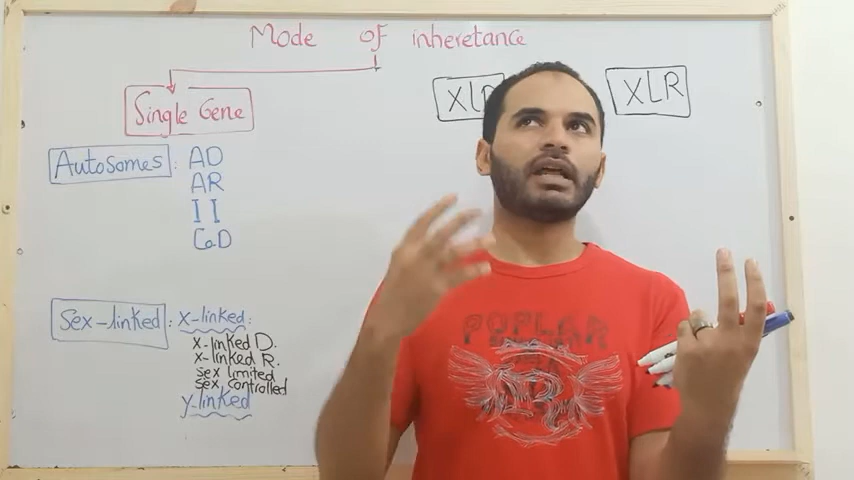 Mode of inheretance
Single Gene
XLR
Autosomes : AD
AR
II
CoD
Sex-linked : X-linked:
X-linked D.
X-linked R.
Sex limited
Sex controlled
y-linked
POPLAR